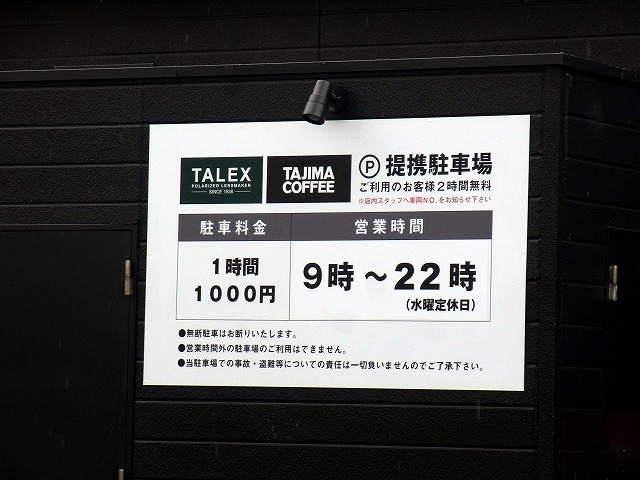 TALEX
POLARIZED LENSMAKER
SINCE 1938
TAJIMA
COFFEE
Ⓟ提携駐車場
ご利用のお客様2時間無料
※店内スタッフへ車両NO.をお知らせ下さい
駐車料金
営業時間
1時間
1000円
9時～22時
(水曜定休日)
●無断駐車はお断りいたします。
●営業時間外の駐車場のご利用はできません。
●当駐車場での事故・盗難等についての責任は一切負いませんのでご了承下さい。